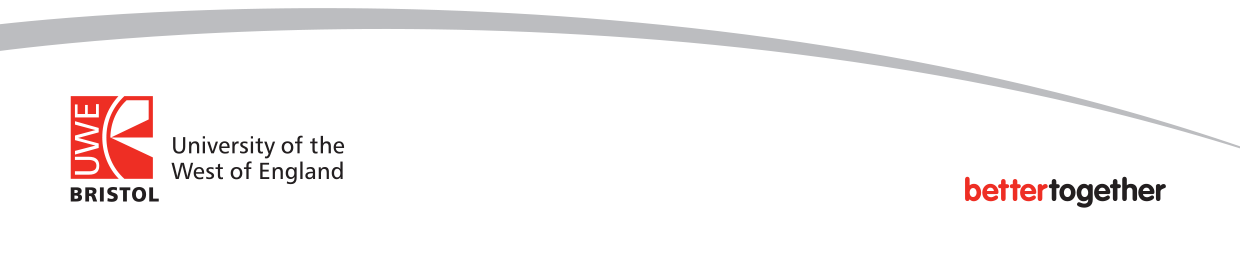 UWE
BRISTOL
University of the
West of England
bettertogether